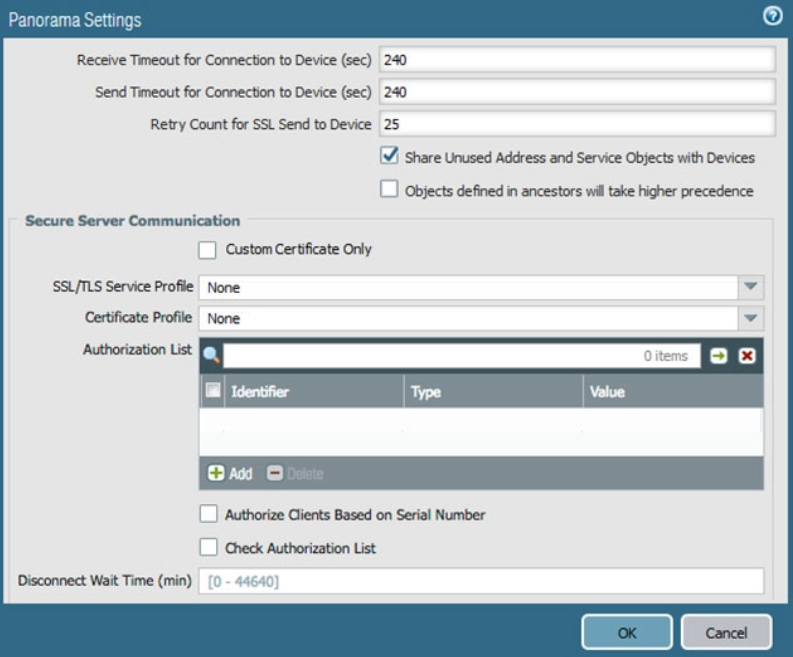 Panorama Settings
Receive Timeout for Connection to Device (sec) 240
Send Timeout for Connection to Device (sec) 240
Retry Count for SSL Send to Device 25
Share Unused Address and Service Objects with Devices
Objects defined in ancestors will take higher precedence
Secure Server Communication
Custom Certificate Only
SSL/TLS Service Profile None
Certificate Profile None
Authorization List 0 items
Identifier Type Value
Add Delete
Authorize Clients Based on Serial Number
Check Authorization List
Disconnect Wait Time (min) [0 - 44640]
OK Cancel